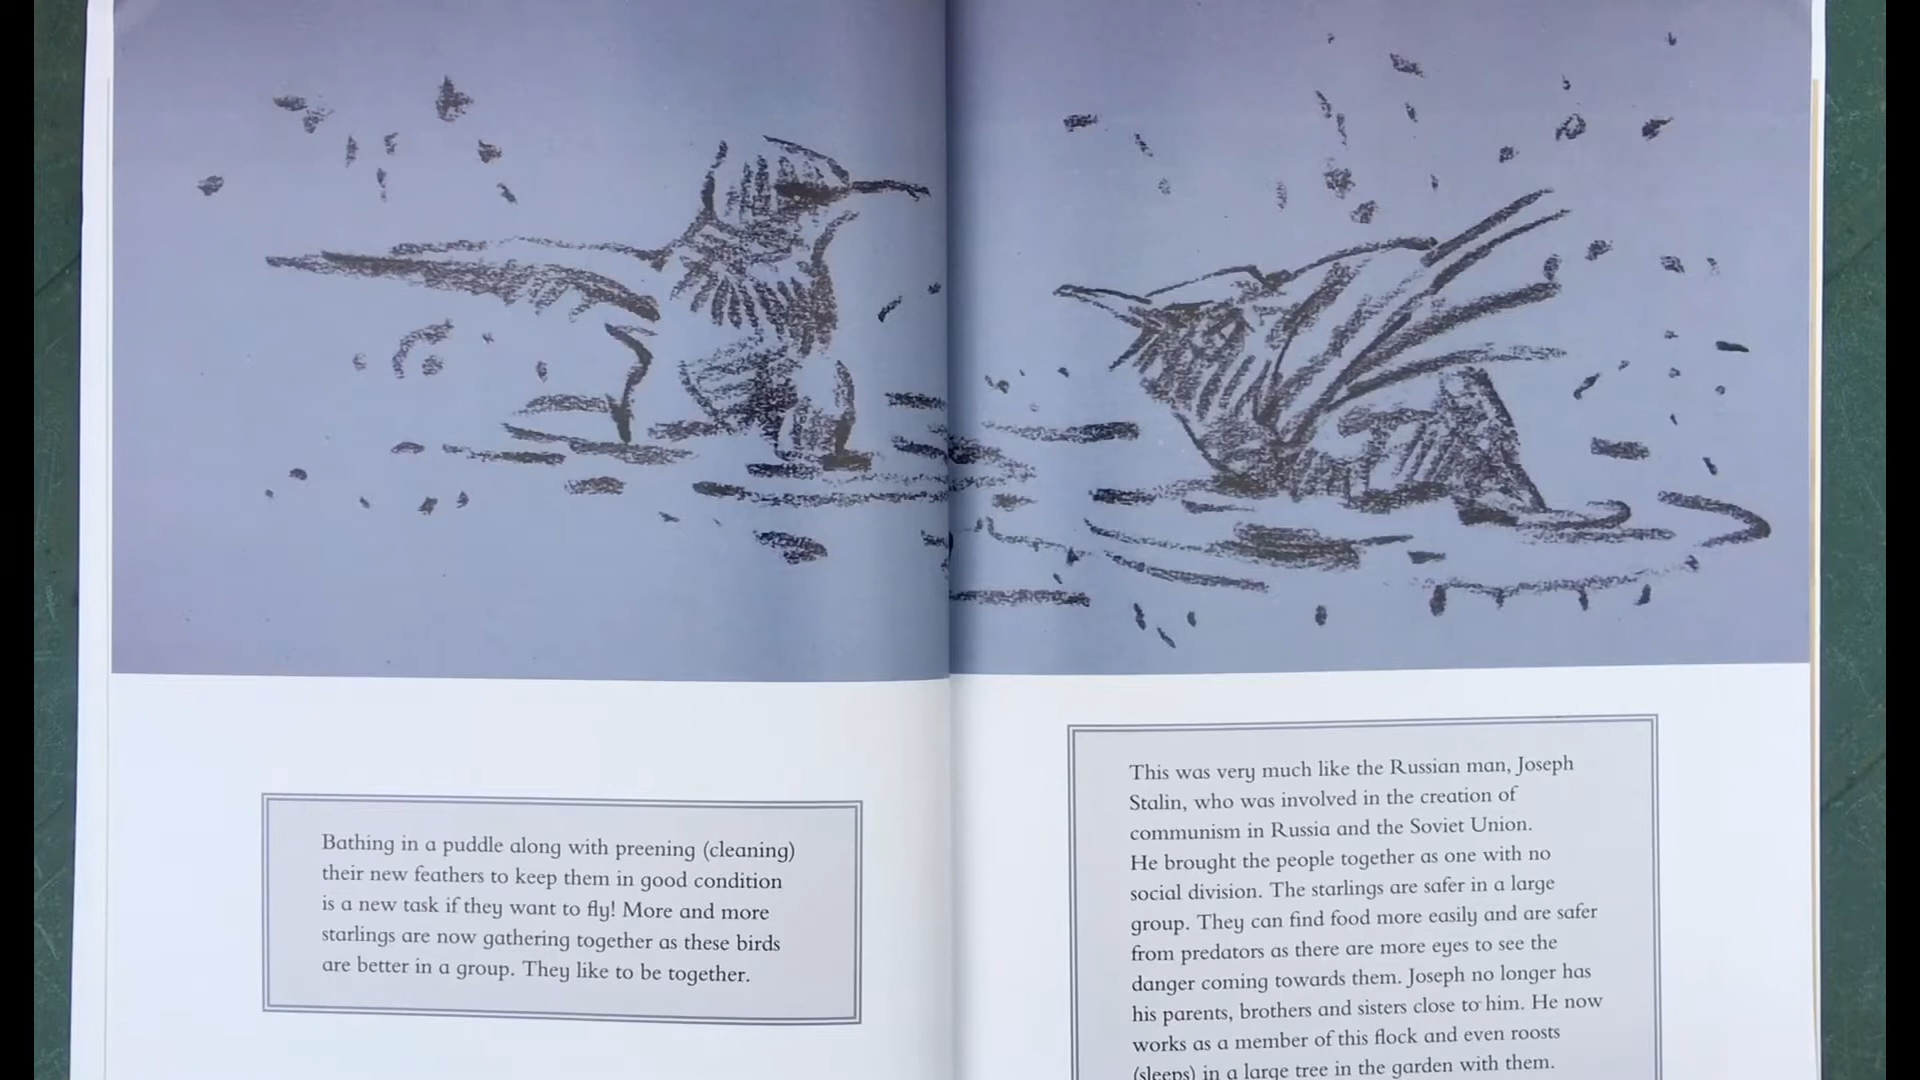 Bathing in a puddle along with preening (cleaning)
their new feathers to keep them in good condition
is a new task if they want to fly! More and more
starlings are now gathering together as these birds
are better in a group. They like to be together.
This was very much like the Russian man, Joseph
Stalin, who was involved in the creation of
communism in Russia and the Soviet Union.
He brought the people together as one with no
social division. The starlings are safer in a large
group. They can find food more easily and are safer
from predators as there are more eyes to see the
danger coming towards them. Joseph no longer has
his parents, brothers and sisters close to him. He now
works as a member of this flock and even roosts
(sleeps) in a large tree in the garden with them.